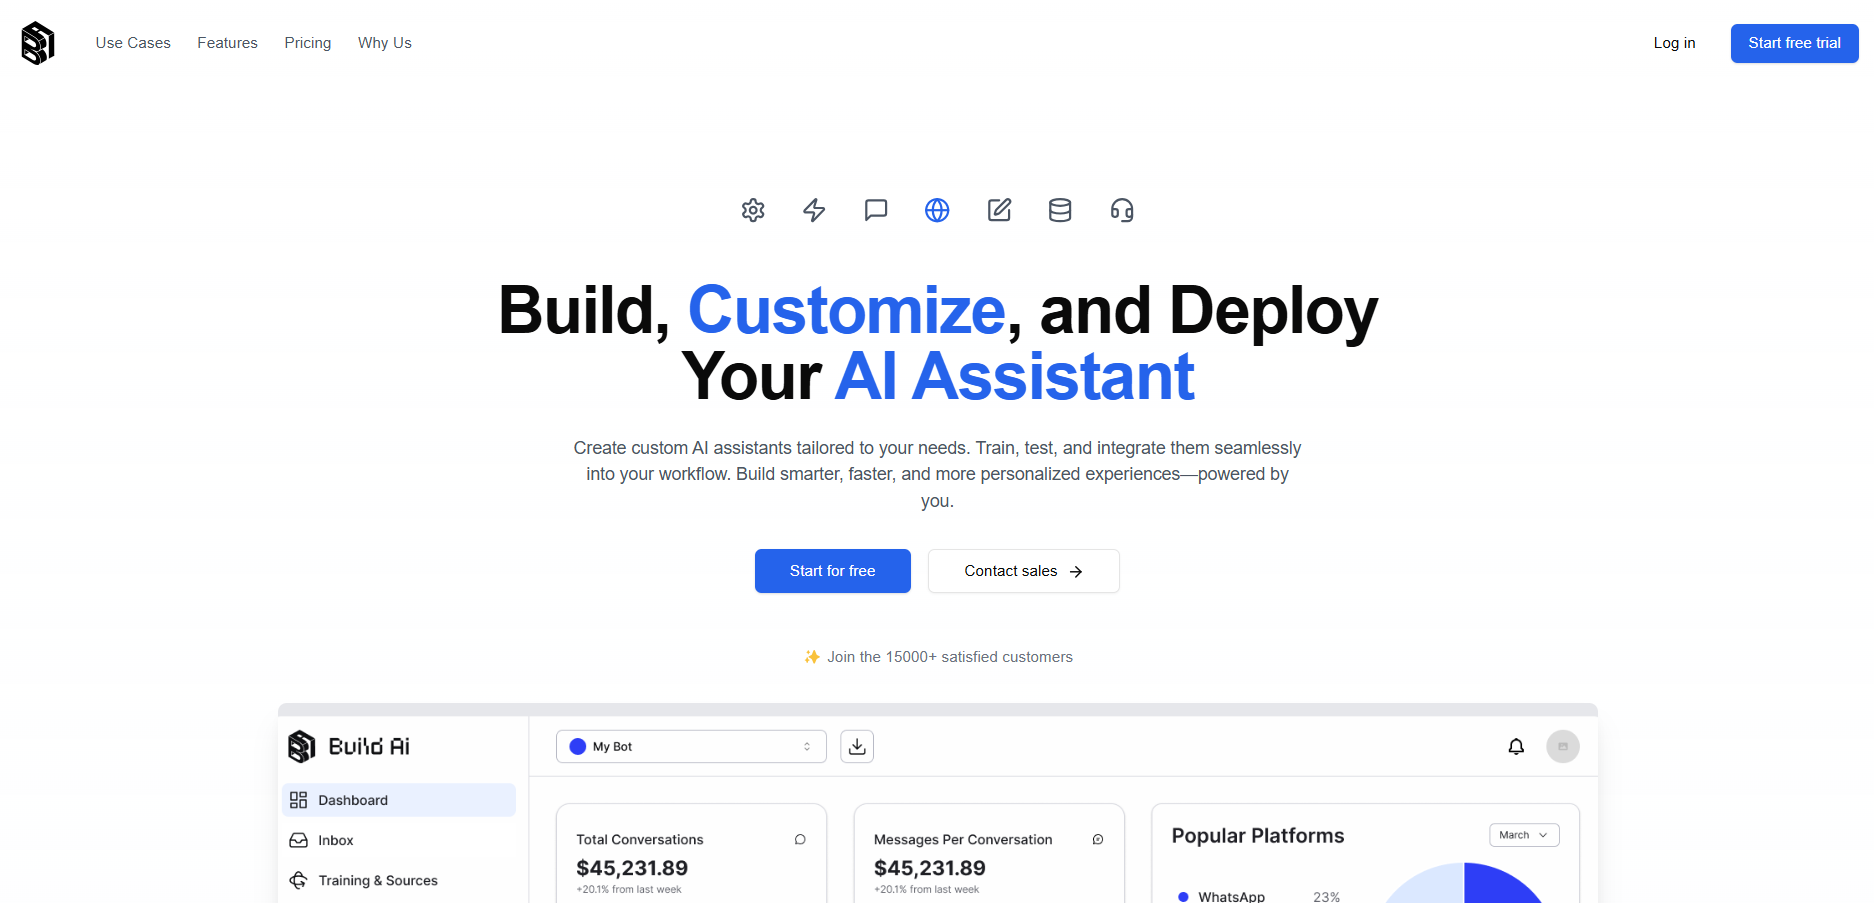 Use Cases Features Pricing Why Us Log in Start free trial
Build, Customize, and Deploy
Your AI Assistant
Create custom AI assistants tailored to your needs. Train, test, and integrate them seamlessly
into your workflow. Build smarter, faster, and more personalized experiences—powered by
you.
Start for free Contact sales →
✨ Join the 15000+ satisfied customers
Build Ai
My Bot
Dashboard
Inbox
Training & Sources
Total Conversations
$45,231.89
+20.1% from last week
Messages Per Conversation
$45,231.89
+20.1% from last week
Popular Platforms
March
WhatsApp 23%